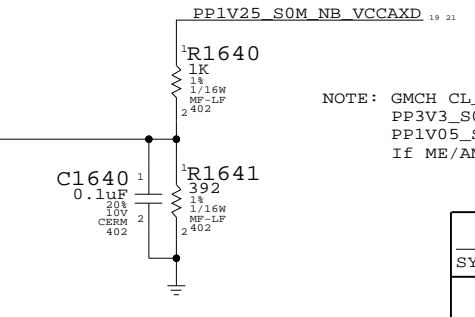 PP1V25_S0M_NB_VCCAXD 19 21
1
R1640
1K
1%
1/16W
MF-LF
2 402
NOTE: GMCH CL_
PP3V3_S0
PP1V05_S
If ME/AM
C1640
1
0.1uF
20%
10V
CERM
402
2
1
R1641
392
1%
1/16W
MF-LF
2 402
SY